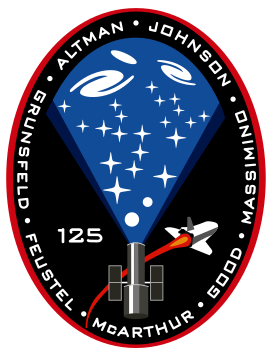 GRUNSFELD • ALTMAN • JOHNSON • MASSIMINO • GOOD • McARTHUR • FEUSTEL •
125